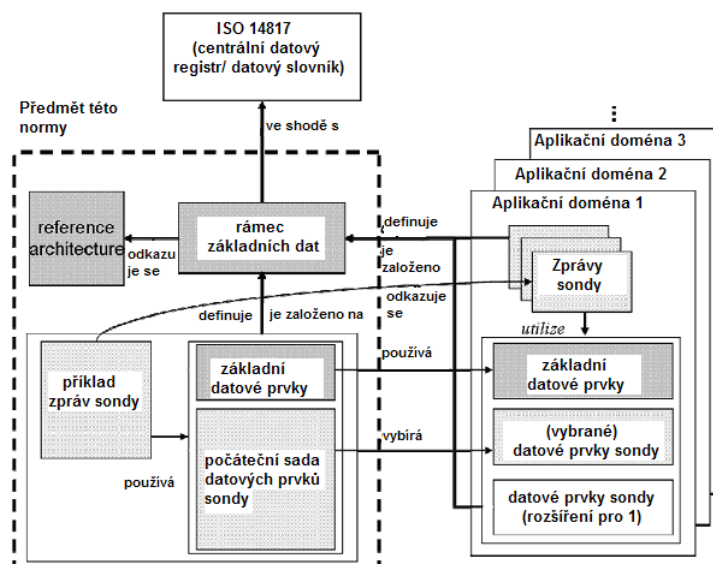 ISO 14817
(centrální datový
registr/ datový slovník)
Předmět této
normy
ve shodě s
⋮
Aplikační doména 3
Aplikační doména 2
Aplikační doména 1
reference
architecture
odkazu
je se
rámec
základních dat
definuje
je
založeno
odkazuje
se
Zprávy
sondy
definuje
je založeno na
utilize
příklad
zpráv sondy
základní
datové prvky
používá
základní
datové prvky
používá
počáteční sada
datových prvků
sondy
vybírá
(vybrané)
datové prvky sondy
datové prvky sondy
(rozšíření pro 1)